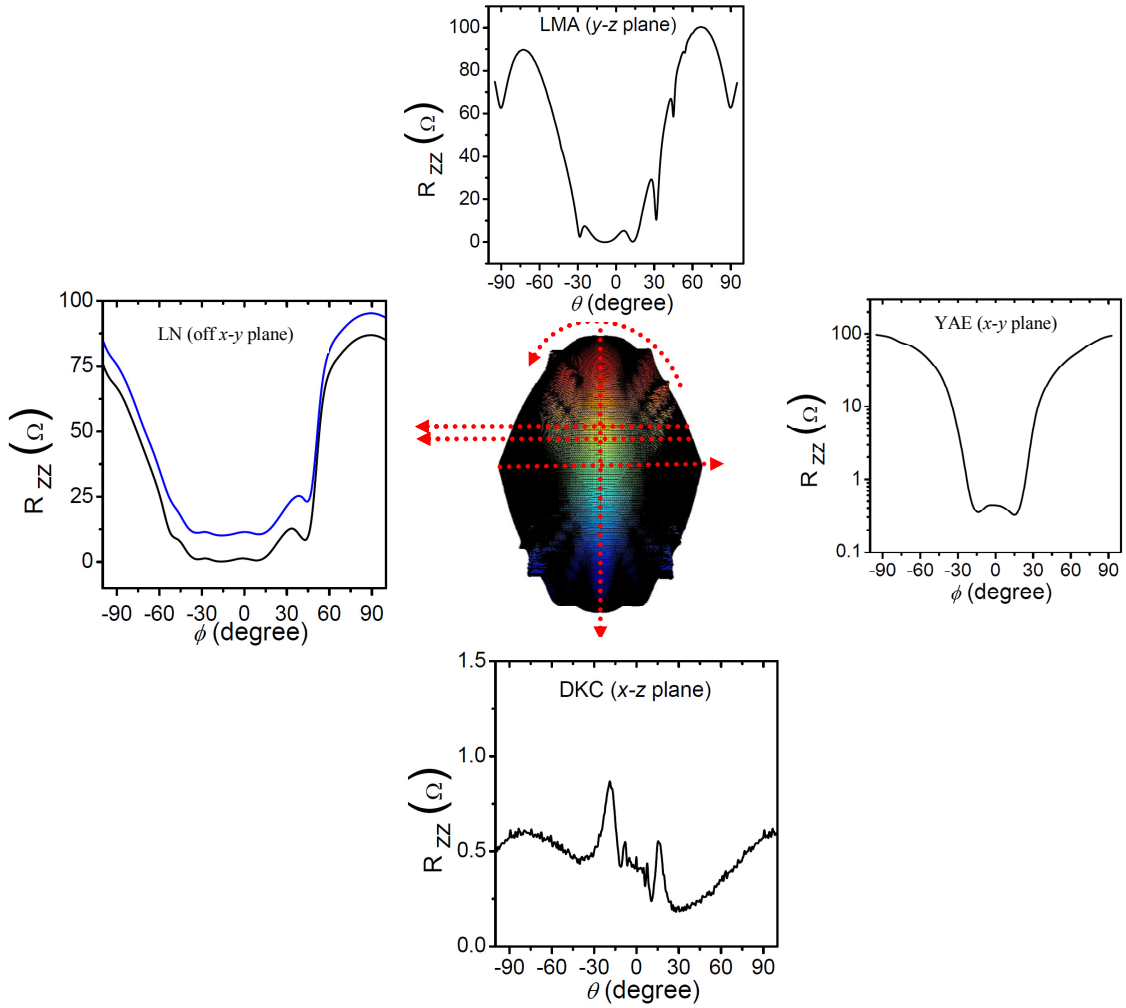 LMA (y-z plane)
R zz (Ω)
100
80
60
40
20
0
-90 -60 -30 0 30 60 90
θ (degree)
LN (off x-y plane)
R zz (Ω)
100
75
50
25
0
-90 -60 -30 0 30 60 90
ϕ (degree)
YAE (x-y plane)
R zz (Ω)
100
10
1
0.1
-90 -60 -30 0 30 60 90
ϕ (degree)
DKC (x-z plane)
R zz (Ω)
1.5
1.0
0.5
0.0
-90 -60 -30 0 30 60 90
θ (degree)